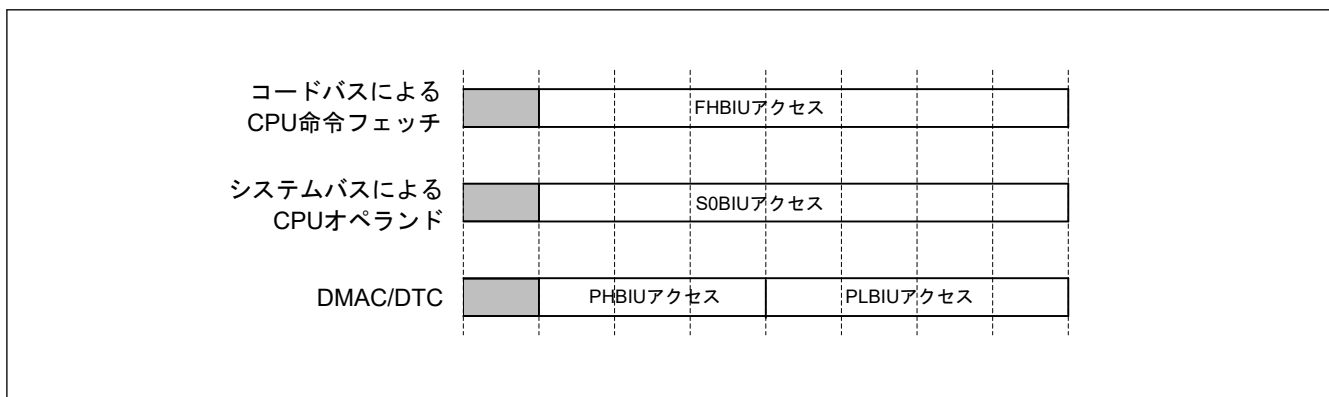 コードバスによる
CPU命令フェッチ
FHBIUアクセス
システムバスによる
CPUオペランド
S0BIUアクセス
DMAC/DTC
PHBIUアクセス
PLBIUアクセス